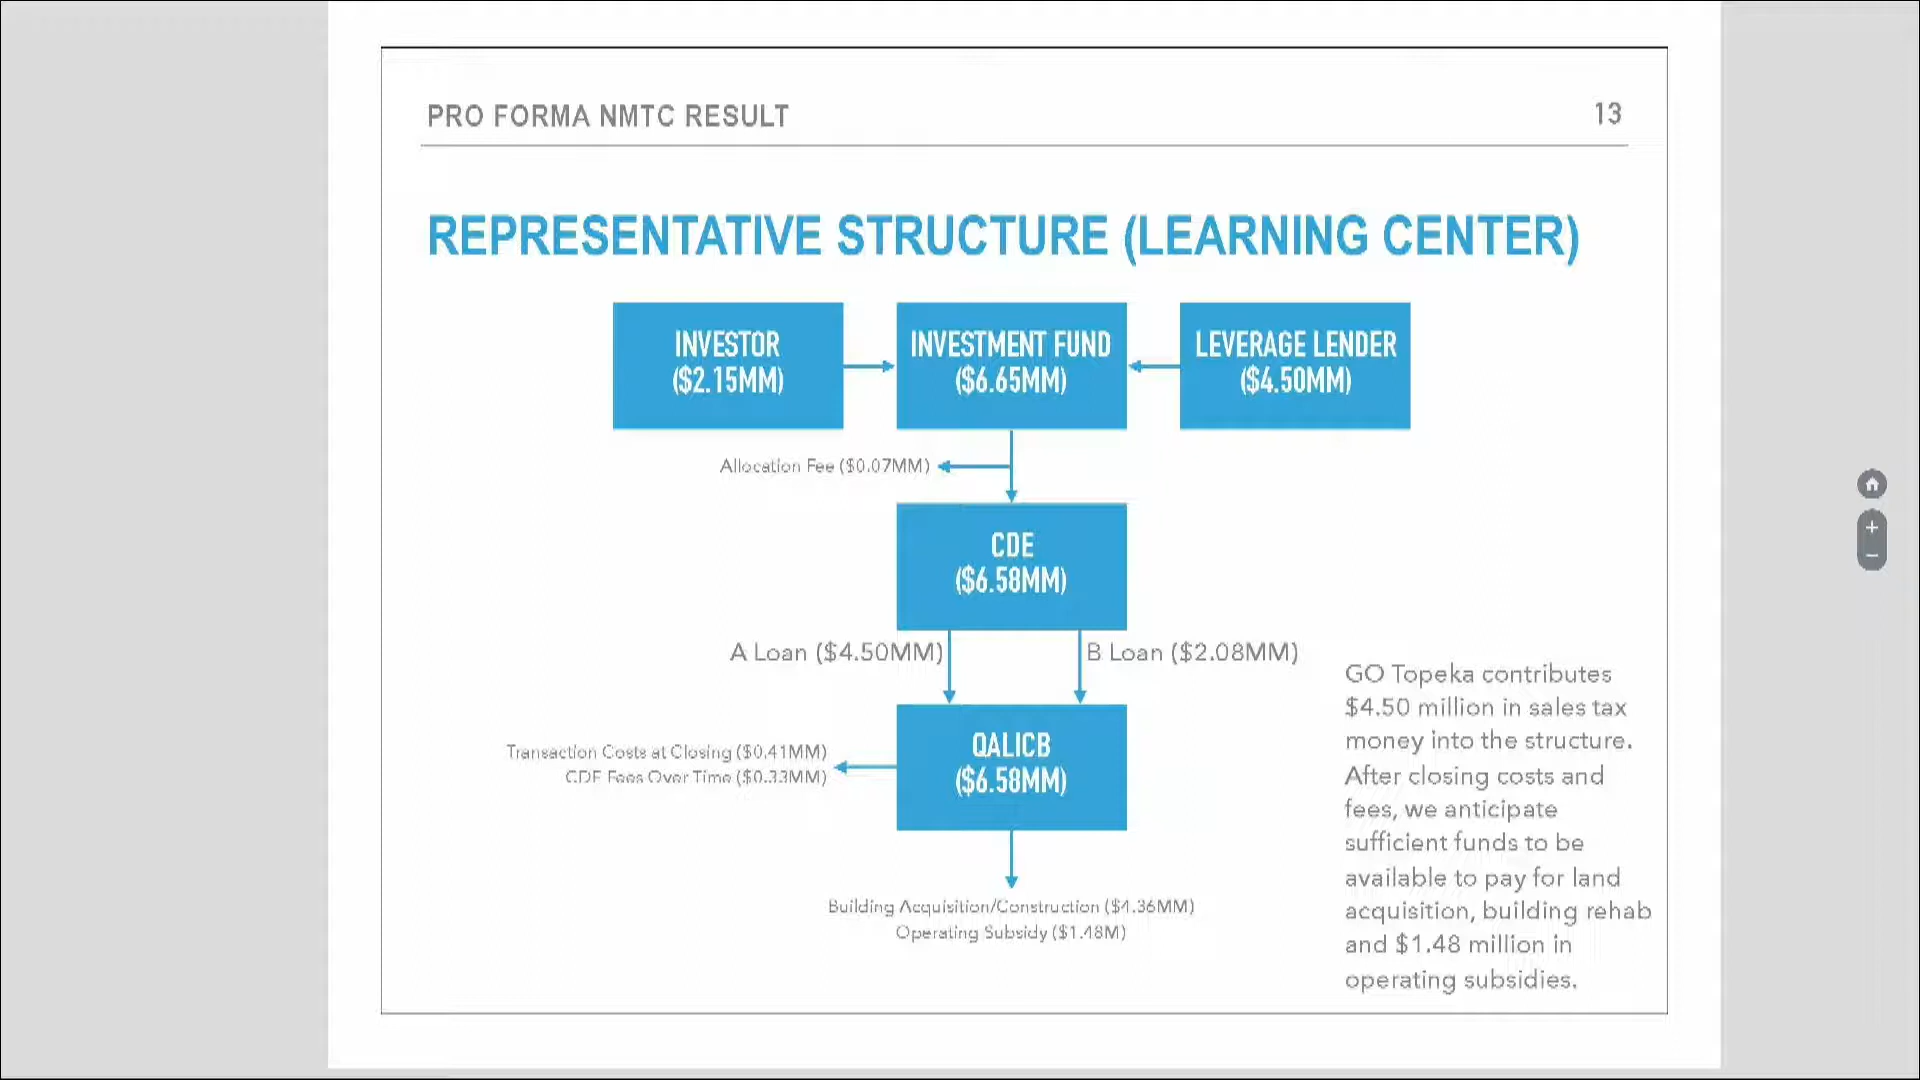 PRO FORMA NMTC RESULT
13
REPRESENTATIVE STRUCTURE (LEARNING CENTER)
INVESTOR
($2.15MM)
INVESTMENT FUND
($6.65MM)
LEVERAGE LENDER
($4.50MM)
Allocation Fee ($0.07MM)
CDE
($6.58MM)
A Loan ($4.50MM)
B Loan ($2.08MM)
QALICB
($6.58MM)
Transaction Costs at Closing ($0.41MM)
CDE Fees Over Time ($0.33MM)
Building Acquisition/Construction ($4.36MM)
Operating Subsidy ($1.48M)
GO Topeka contributes
$4.50 million in sales tax
money into the structure.
After closing costs and
fees, we anticipate
sufficient funds to be
available to pay for land
acquisition, building rehab
and $1.48 million in
operating subsidies.